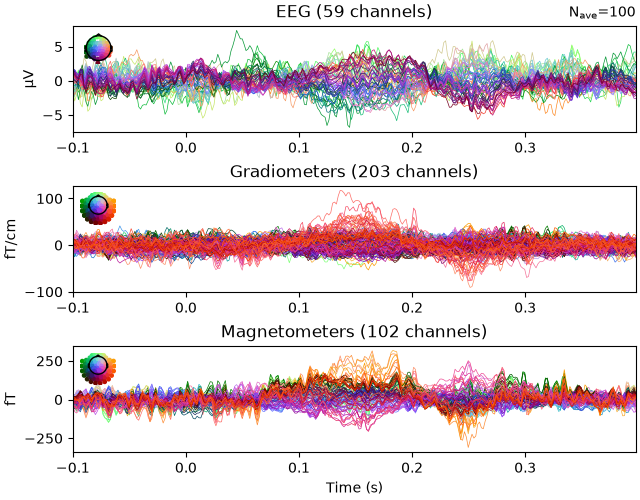 EEG (59 channels)
Nave=100
5
0
−5
μV
−0.1 0.0 0.1 0.2 0.3
Gradiometers (203 channels)
100
0
−100
fT/cm
−0.1 0.0 0.1 0.2 0.3
Magnetometers (102 channels)
250
0
−250
fT
−0.1 0.0 0.1 0.2 0.3
Time (s)